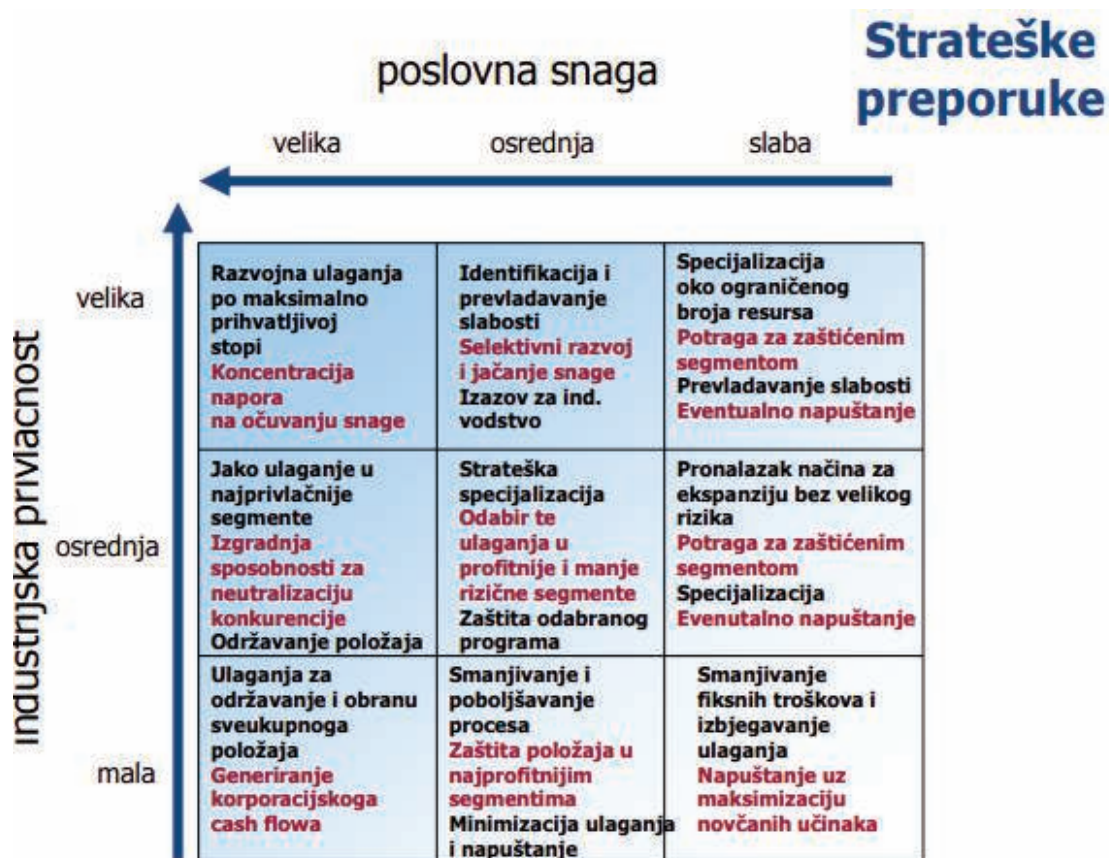 Strateške
preporuke
poslovna snaga
velika
osrednja
slaba
industrijska privlačnost
velika
Razvojna ulaganja
po maksimalno
prihvatljivoj
stopi
Koncentracija
napora
na očuvanju snage
Identifikacija i
prevladavanje
slabosti
Selektivni razvoj
i jačanje snage
Izazov za ind.
vodstvo
Specijalizacija
oko ograničenog
broja resursa
Potraga za zaštićenim
segmentom
Prevladavanje slabosti
Eventualno napuštanje
osrednja
Jako ulaganje u
najprivlačnije
segmente
Izgradnja
sposobnosti za
neutralizaciju
konkurencije
Održavanje položaja
Strateška
specijalizacija
Odabir te
ulaganja u
profitnije i manje
rizične segmente
Zaštita odabranog
programa
Pronalazak načina za
ekspanziju bez velikog
rizika
Potraga za zaštićenim
segmentom
Specijalizacija
Evenutalno napuštanje
mala
Ulaganja za
održavanje i obranu
sveukupnoga
položaja
Generiranje
korporacijskoga
cash flowa
Smanjivanje i
poboljšavanje
procesa
Zaštita položaja u
najprofitnijim
segmentima
Minimizacija ulaganja
i napuštanje
Smanjivanje
fiksnih troškova i
izbjegavanje
ulaganja
Napuštanje uz
maksimizaciju
novčanih učinaka